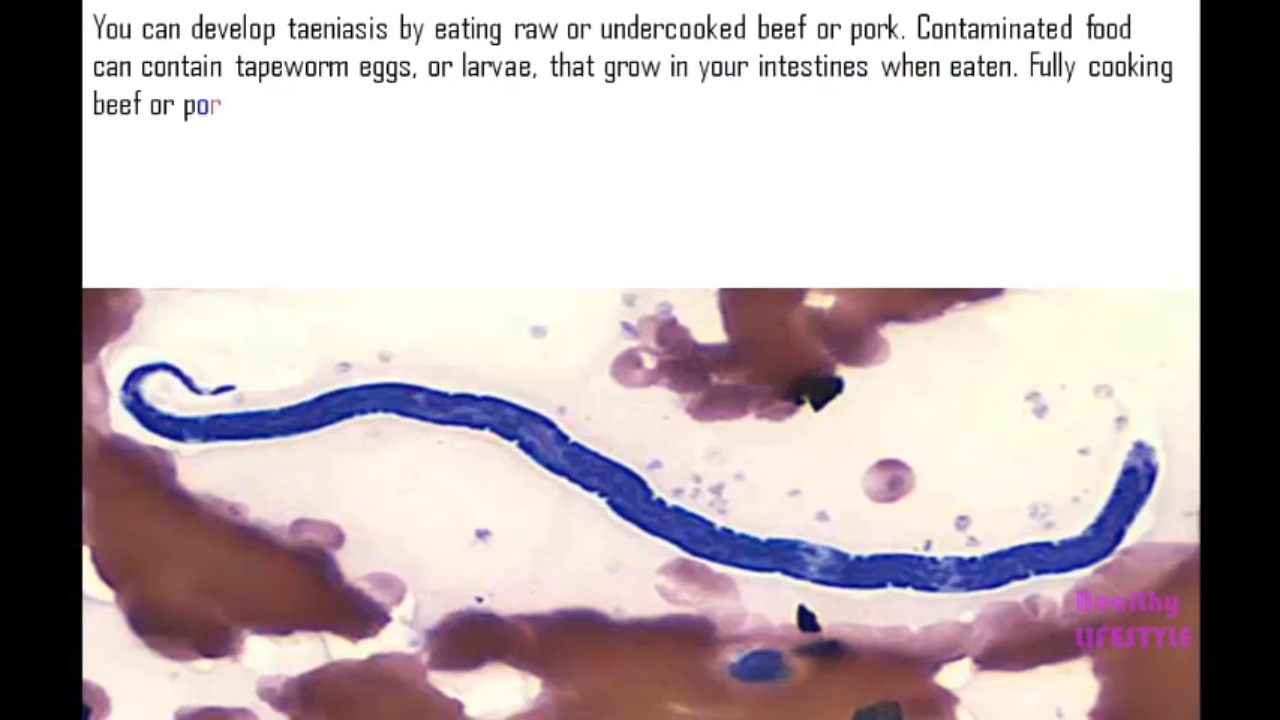 You can develop taeniasis by eating raw or undercooked beef or pork. Contaminated food
can contain tapeworm eggs, or larvae, that grow in your intestines when eaten. Fully cooking
beef or por
Healthy
LIFESTYLE